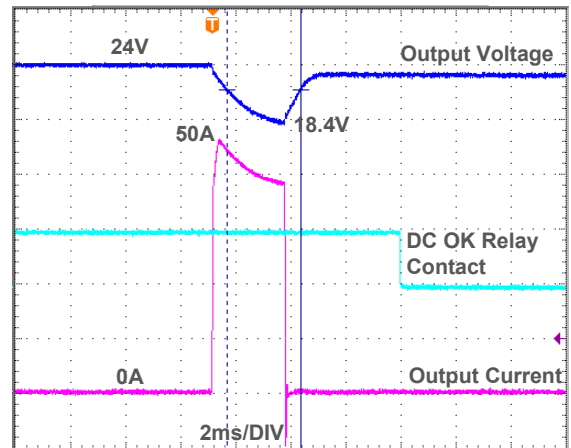 T
24V
Output Voltage
18.4V
50A
DC OK Relay
Contact
0A
Output Current
2ms/DIV